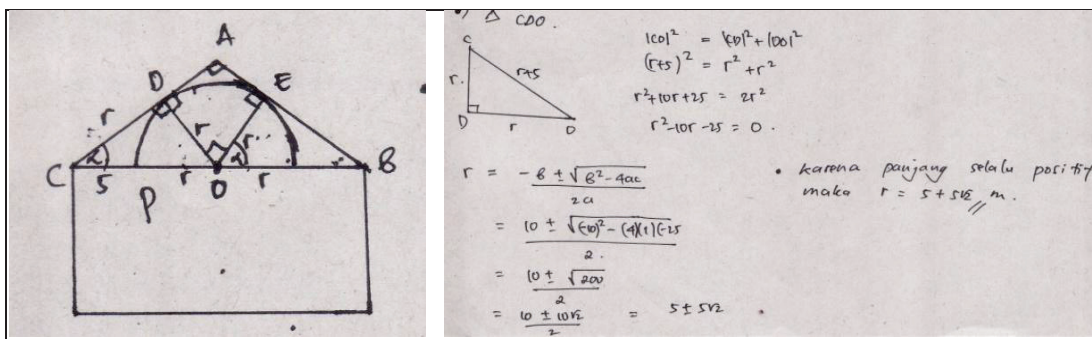 A
D
E
r
r
r
α
α
C
5
r
O
r
B
P
Δ CDO.
C
r.
r+5
D
r
O
|CO|² = |CD|² + |DO|²
(r+5)² = r² + r²
r²+10r+25 = 2r²
r²-10r-25 = 0.
r = -B ± √B²-4ac
2a
= 10 ± √(-10)² - (4)(1)(-25
2.
= 10 ± √200
2
= 10 ± 10√2 = 5 ± 5√2
2
• karena panjang selalu positif
maka r = 5 + 5√2 // m.